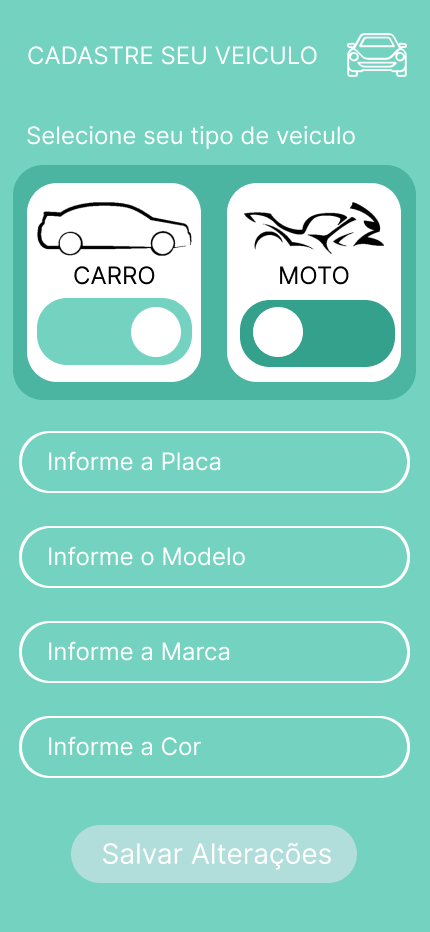 CADASTRE SEU VEICULO
Selecione seu tipo de veiculo
CARRO
MOTO
Informe a Placa
Informe o Modelo
Informe a Marca
Informe a Cor
Salvar Alterações